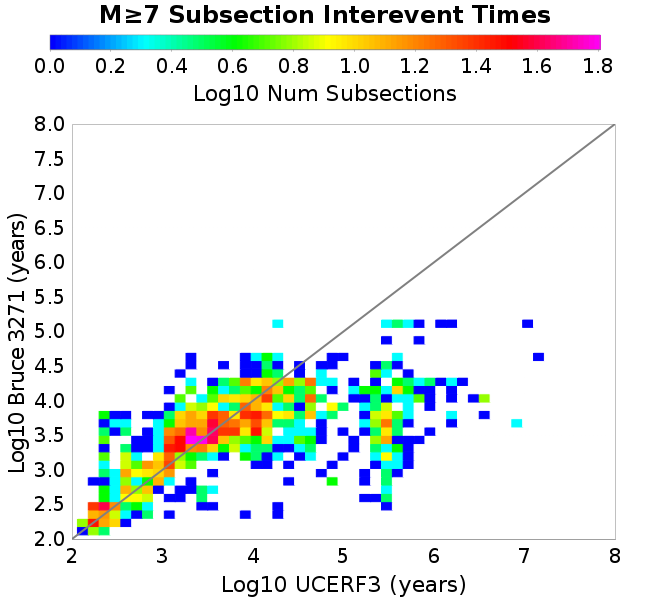 M≥7 Subsection Interevent Times
0.0 0.2 0.4 0.6 0.8 1.0 1.2 1.4 1.6 1.8
Log10 Num Subsections
8.0
7.5
7.0
6.5
6.0
5.5
5.0
4.5
4.0
3.5
3.0
2.5
2.0
Log10 Bruce 3271 (years)
2 3 4 5 6 7 8
Log10 UCERF3 (years)